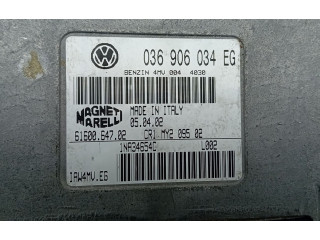 036 906 034 EG
BENZIN 4MV 004 4030
MAGNETI MARELLI
MADE IN ITALY
05.04.02
61600.647.02 CR1 MY2 095 02
1NR34654C L002
IAW4MV.EG